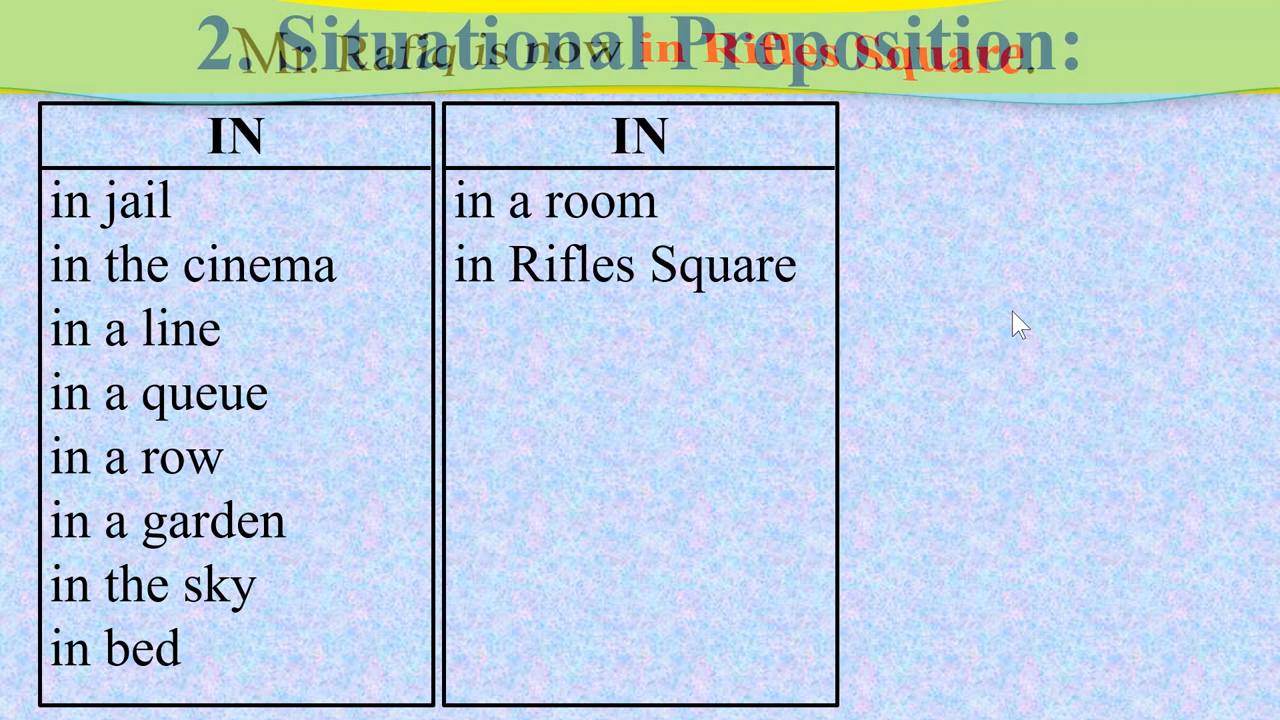 2. Situational Preposition:
Mr. Rafiq is now in Rifles Square.
IN
in jail
in the cinema
in a line
in a queue
in a row
in a garden
in the sky
in bed
IN
in a room
in Rifles Square